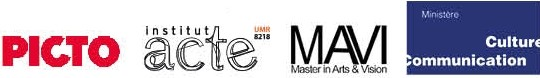 PICTO
institut
UMR
8218
acte
MAVI
Master in Arts & Vision
Ministère
Culture
Communication